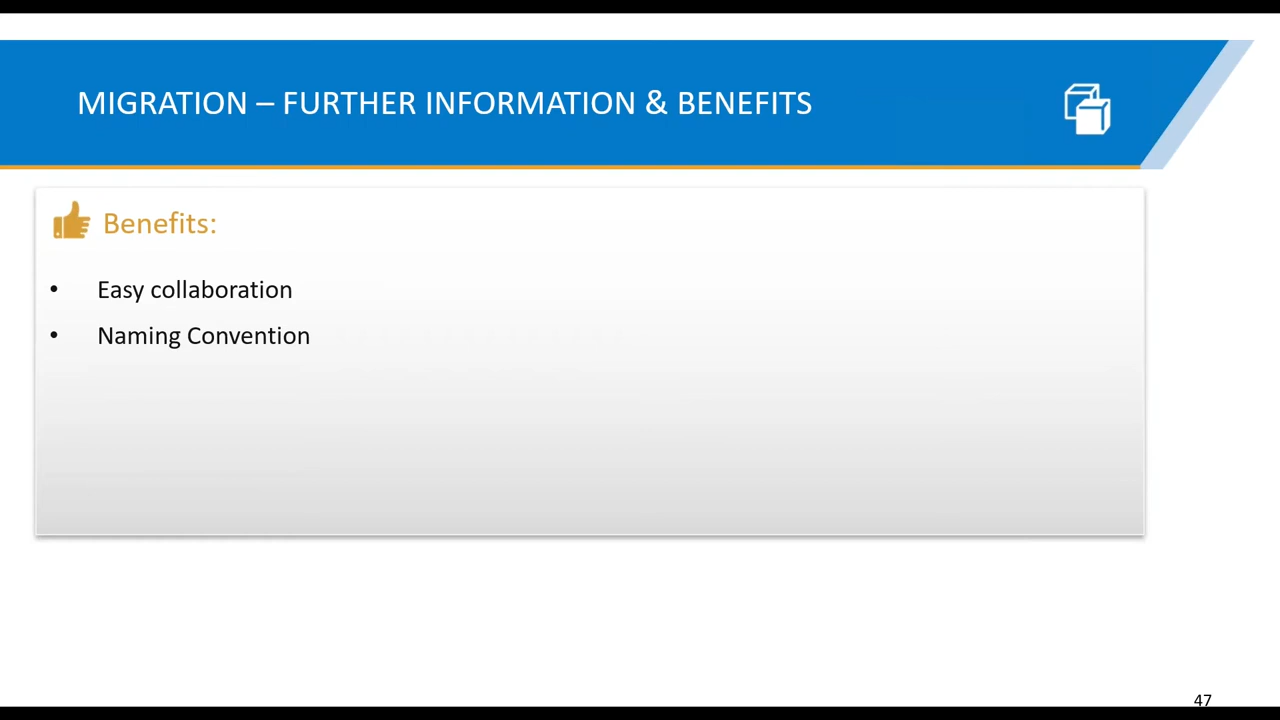 MIGRATION – FURTHER INFORMATION & BENEFITS
Benefits:
• Easy collaboration
• Naming Convention
47